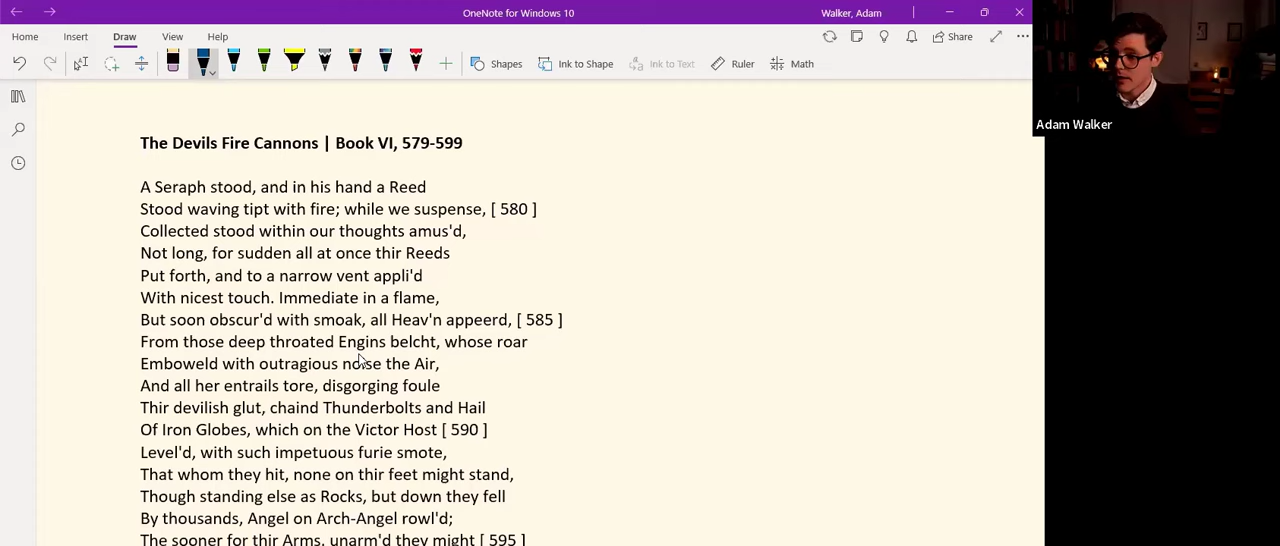 OneNote for Windows 10
Walker, Adam
Home
Insert
Draw
View
Help
Share
Shapes
Ink to Shape
Ink to Text
Ruler
Math
Adam Walker
The Devils Fire Cannons | Book VI, 579-599
A Seraph stood, and in his hand a Reed
Stood waving tipt with fire; while we suspense, [ 580 ]
Collected stood within our thoughts amus'd,
Not long, for sudden all at once thir Reeds
Put forth, and to a narrow vent appli'd
With nicest touch. Immediate in a flame,
But soon obscur'd with smoak, all Heav'n appeerd, [ 585 ]
From those deep throated Engins belcht, whose roar
Emboweld with outragious noise the Air,
And all her entrails tore, disgorging foule
Thir devilish glut, chaind Thunderbolts and Hail
Of Iron Globes, which on the Victor Host [ 590 ]
Level'd, with such impetuous furie smote,
That whom they hit, none on thir feet might stand,
Though standing else as Rocks, but down they fell
By thousands, Angel on Arch-Angel rowl'd;
The sooner for thir Arms, unarm'd they might [ 595 ]